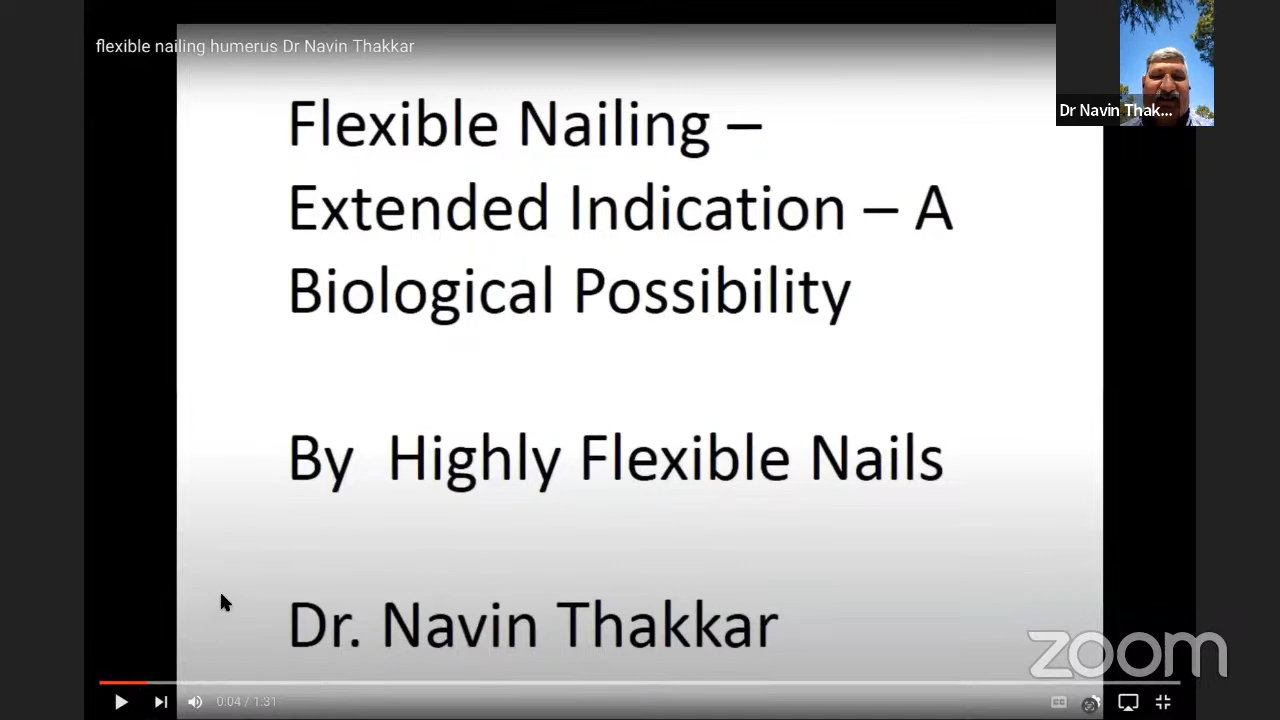 flexible nailing humerus Dr Navin Thakkar
Dr Navin Thak...
Flexible Nailing –
Extended Indication – A
Biological Possibility
By Highly Flexible Nails
Dr. Navin Thakkar
zoom
0:04 / 1:31
CC